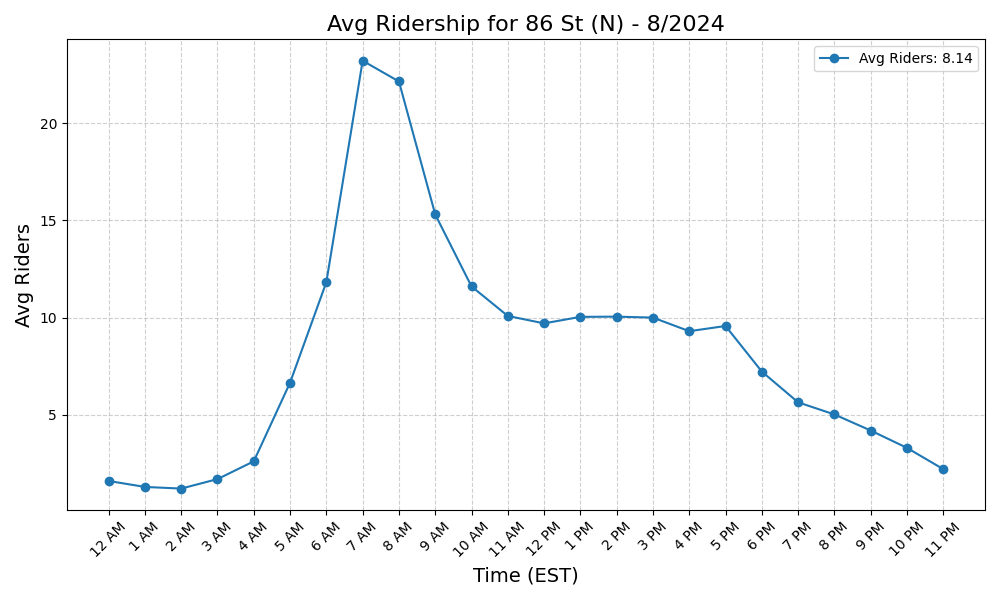 Avg Ridership for 86 St (N) - 8/2024
Avg Riders: 8.14
Avg Riders
20
15
10
5
12 AM
1 AM
2 AM
3 AM
4 AM
5 AM
6 AM
7 AM
8 AM
9 AM
10 AM
11 AM
12 PM
1 PM
2 PM
3 PM
4 PM
5 PM
6 PM
7 PM
8 PM
9 PM
10 PM
11 PM
Time (EST)